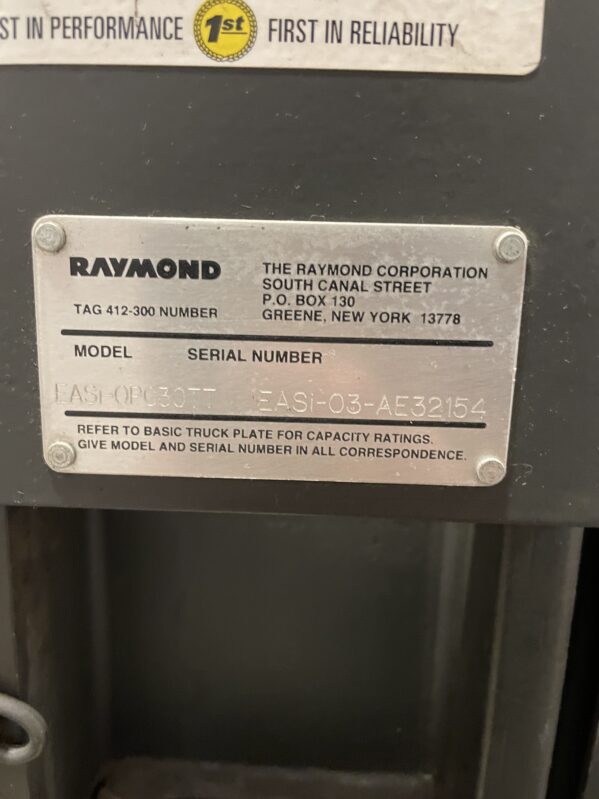 ST IN PERFORMANCE 1st FIRST IN RELIABILITY
RAYMOND
THE RAYMOND CORPORATION
SOUTH CANAL STREET
P.O. BOX 130
GREENE, NEW YORK 13778
TAG 412-300 NUMBER
MODEL SERIAL NUMBER
EASi-OPC30TT EASi-03-AE32154
REFER TO BASIC TRUCK PLATE FOR CAPACITY RATINGS.
GIVE MODEL AND SERIAL NUMBER IN ALL CORRESPONDENCE.